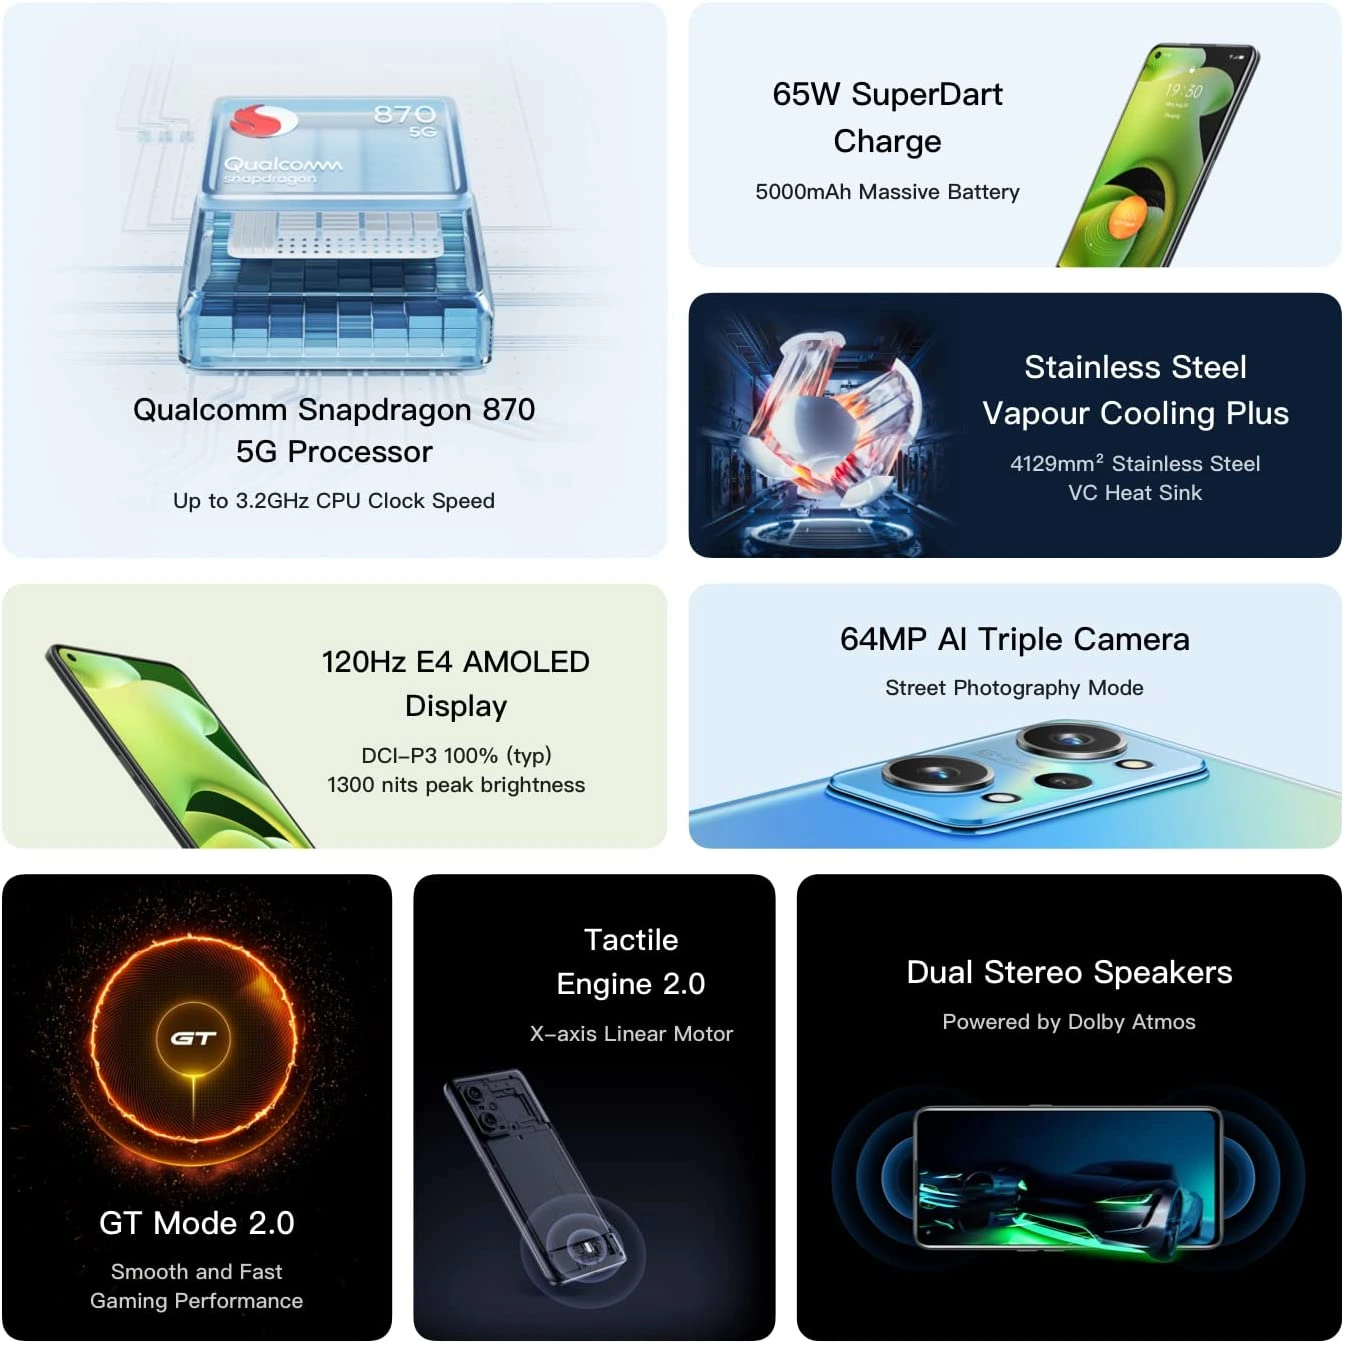 870
5G
Qualcomm
snapdragon
Qualcomm Snapdragon 870
5G Processor
Up to 3.2GHz CPU Clock Speed
65W SuperDart
Charge
5000mAh Massive Battery
19:30
Stainless Steel
Vapour Cooling Plus
4129mm² Stainless Steel
VC Heat Sink
120Hz E4 AMOLED
Display
DCI-P3 100% (typ)
1300 nits peak brightness
64MP AI Triple Camera
Street Photography Mode
GT
GT Mode 2.0
Smooth and Fast
Gaming Performance
Tactile
Engine 2.0
X-axis Linear Motor
Dual Stereo Speakers
Powered by Dolby Atmos